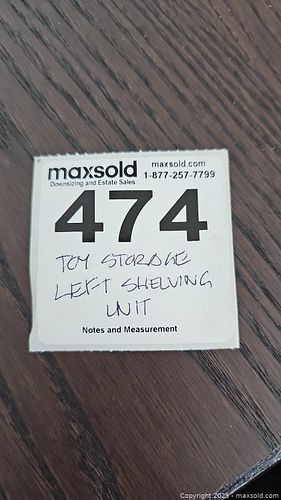 maxsold
maxsold.com
Downsizing and Estate Sales
1-877-257-7799
474
TOY STORAGE
LEFT SHELVING
UNIT
Notes and Measurement
Copyright 2025 - maxsold.com